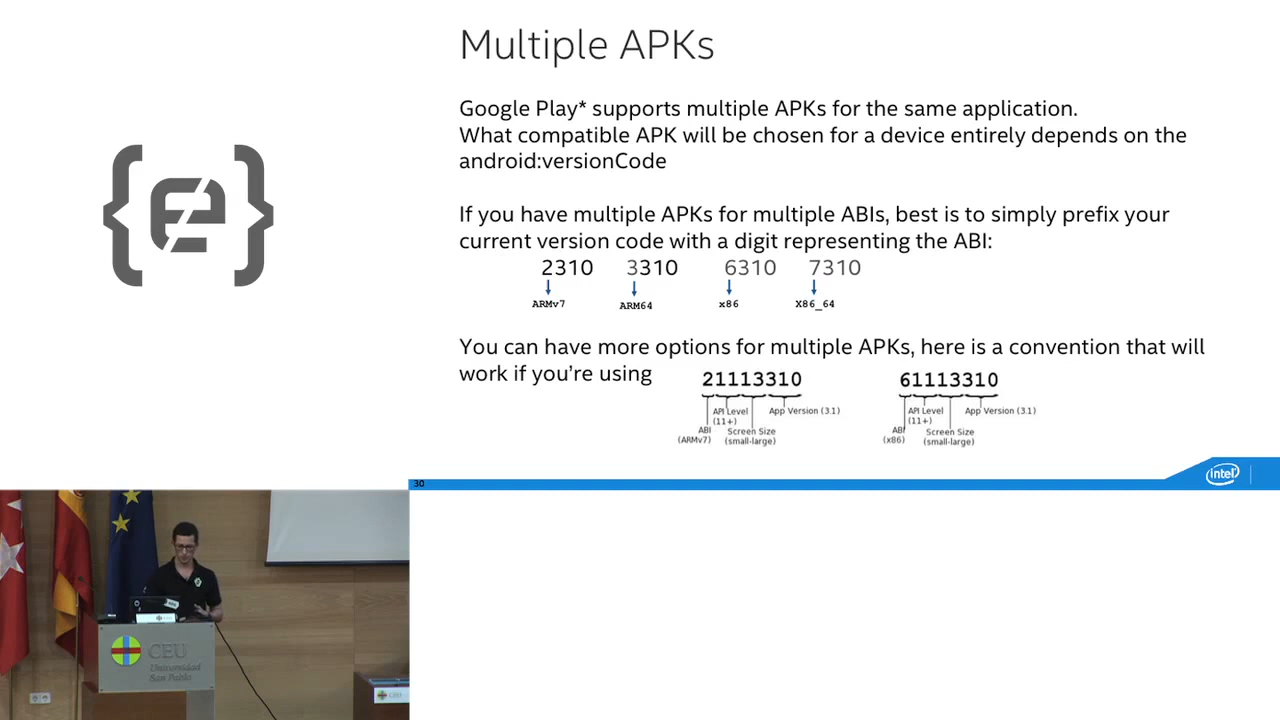 Multiple APKs
Google Play* supports multiple APKs for the same application.
What compatible APK will be chosen for a device entirely depends on the
android:versionCode
If you have multiple APKs for multiple ABIs, best is to simply prefix your
current version code with a digit representing the ABI:
2310 3310 6310 7310
ARMv7 ARM64 x86 X86_64
You can have more options for multiple APKs, here is a convention that will
work if you're using
21113310
API Level
(11+)
App Version (3.1)
ABI
(ARMv7)
Screen Size
(small-large)
61113310
API Level
(11+)
App Version (3.1)
ABI
(x86)
Screen Size
(small-large)
30
intel
CEU
Universidad
San Pablo
CEU